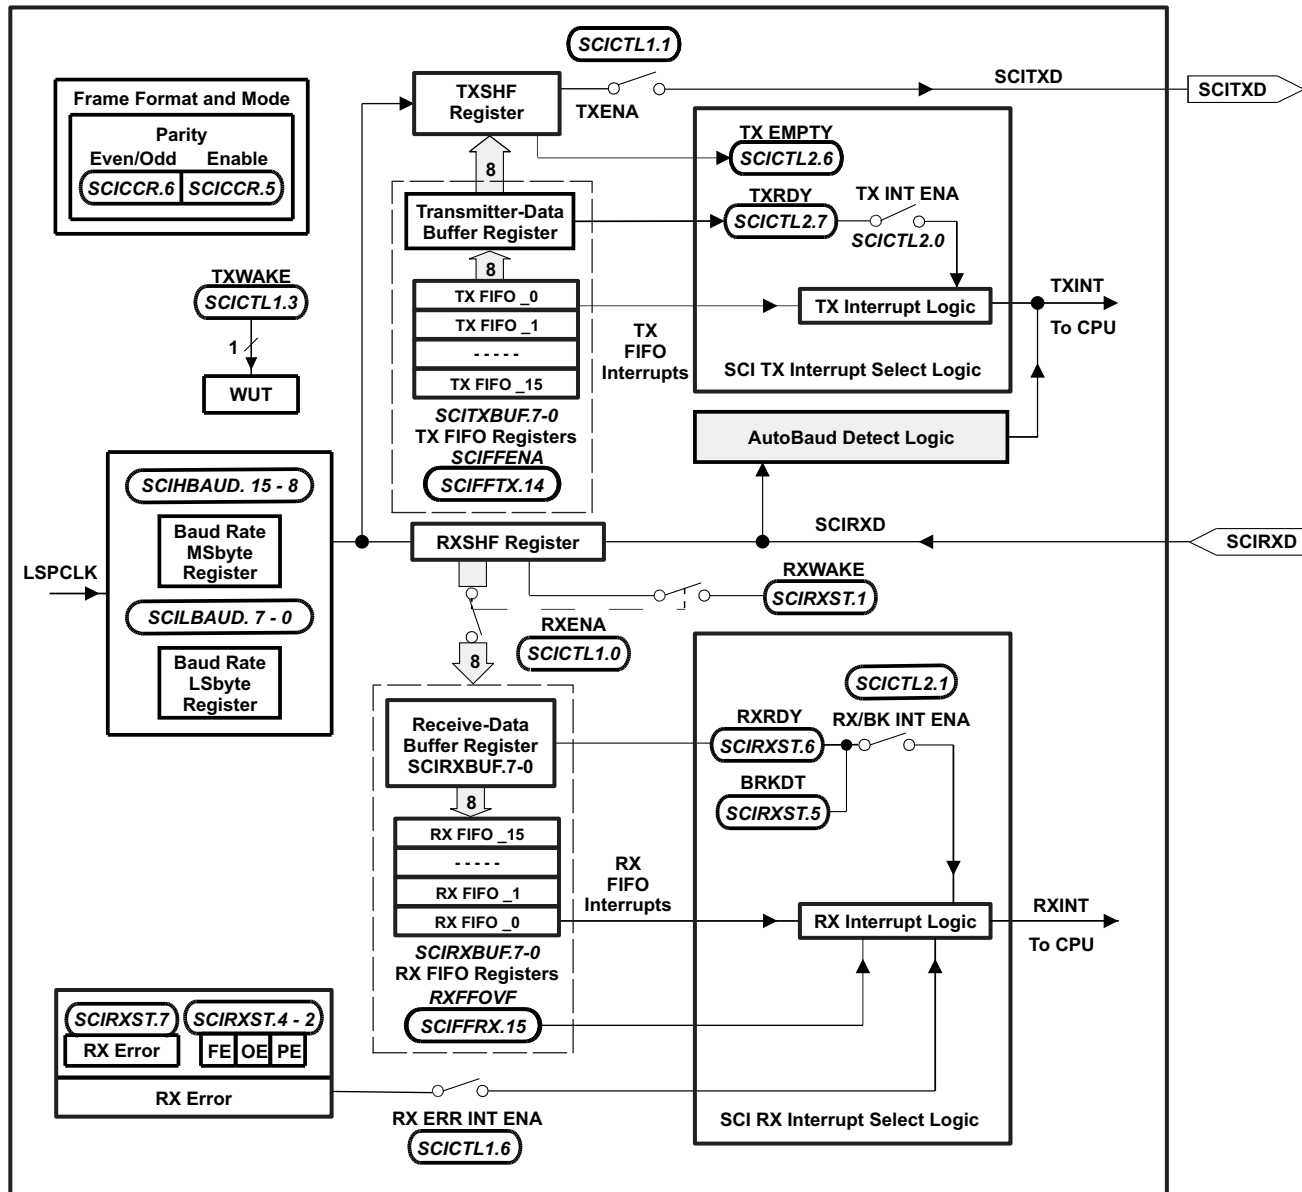 SCICTL1.1
Frame Format and Mode
Parity
Even/Odd Enable
SCICCR.6 SCICCR.5
TXSHF
Register
TXENA
SCITXD
SCITXD
8
TX EMPTY
SCICTL2.6
Transmitter-Data
Buffer Register
TXRDY
SCICTL2.7
TX INT ENA
SCICTL2.0
8
TXWAKE
SCICTL1.3
1
WUT
TX FIFO _0
TX FIFO _1
- - - - -
TX FIFO _15
TX
FIFO
Interrupts
TX Interrupt Logic
TXINT
To CPU
SCI TX Interrupt Select Logic
SCITXBUF.7-0
TX FIFO Registers
SCIFFENA
SCIFFTX.14
AutoBaud Detect Logic
SCIHBAUD. 15 - 8
Baud Rate
MSbyte
Register
LSPCLK
SCILBAUD. 7 - 0
Baud Rate
LSbyte
Register
RXSHF Register
SCIRXD
SCIRXD
RXWAKE
SCIRXST.1
RXENA
SCICTL1.0
8
SCICTL2.1
RX/BK INT ENA
RXRDY
SCIRXST.6
BRKDT
SCIRXST.5
Receive-Data
Buffer Register
SCIRXBUF.7-0
8
RX FIFO _15
- - - - -
RX FIFO _1
RX FIFO _0
RX
FIFO
Interrupts
RX Interrupt Logic
RXINT
To CPU
SCIRXBUF.7-0
RX FIFO Registers
RXFFOVF
SCIFFRX.15
SCIRXST.7 SCIRXST.4 - 2
RX Error FE OE PE
RX Error
RX ERR INT ENA
SCICTL1.6
SCI RX Interrupt Select Logic